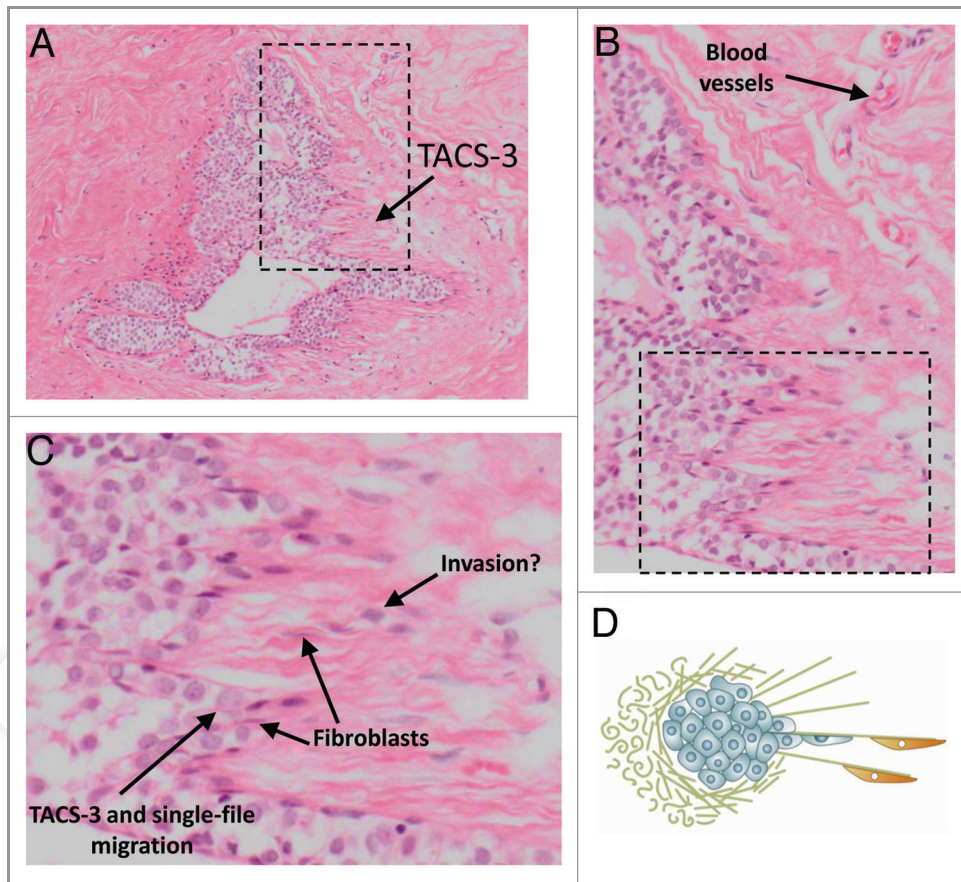 A
TACS-3
B
Blood
vessels
C
Invasion?
Fibroblasts
TACS-3 and single-file
migration
D